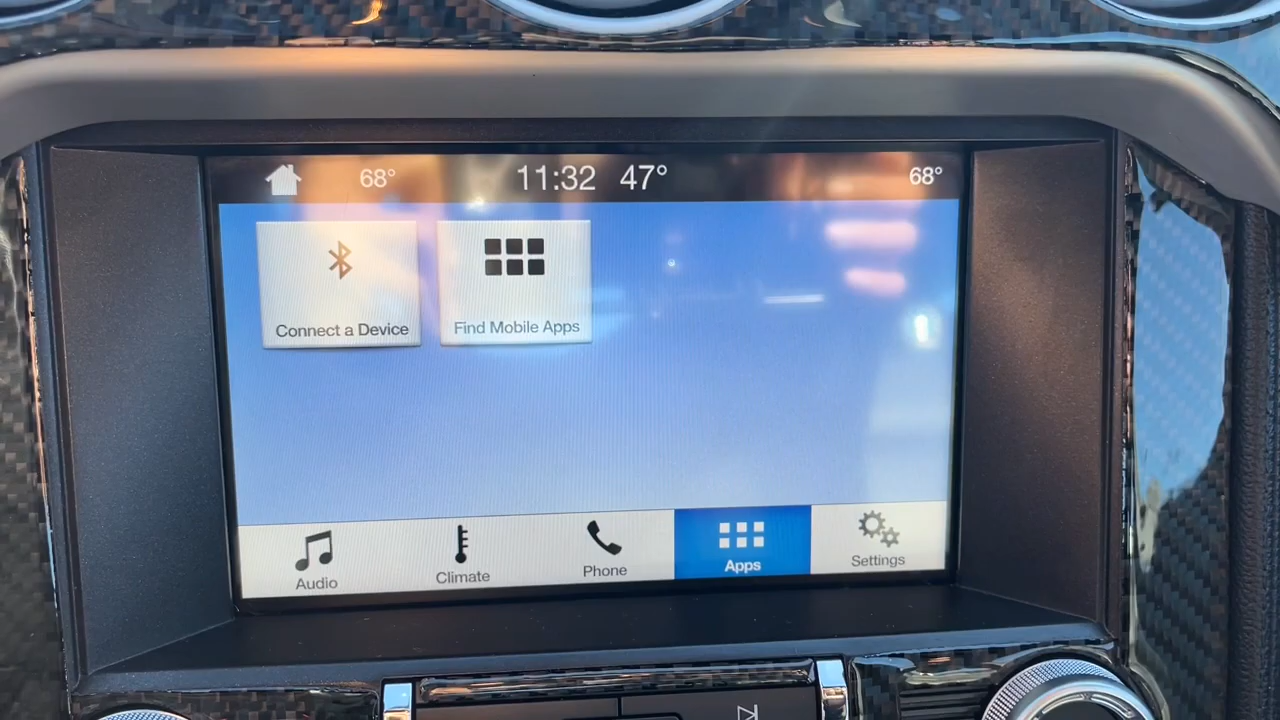 68° 11:32 47° 68°
Connect a Device Find Mobile Apps
Audio Climate Phone Apps Settings